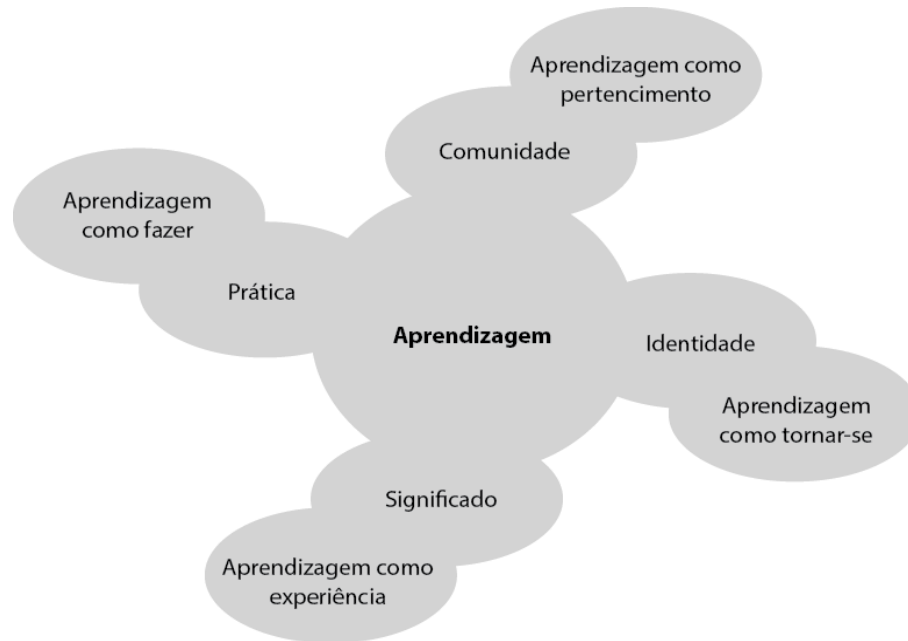 Aprendizagem como
pertencimento
Comunidade
Aprendizagem
como fazer
Prática
Aprendizagem
Identidade
Aprendizagem
como tornar-se
Significado
Aprendizagem como
experiência